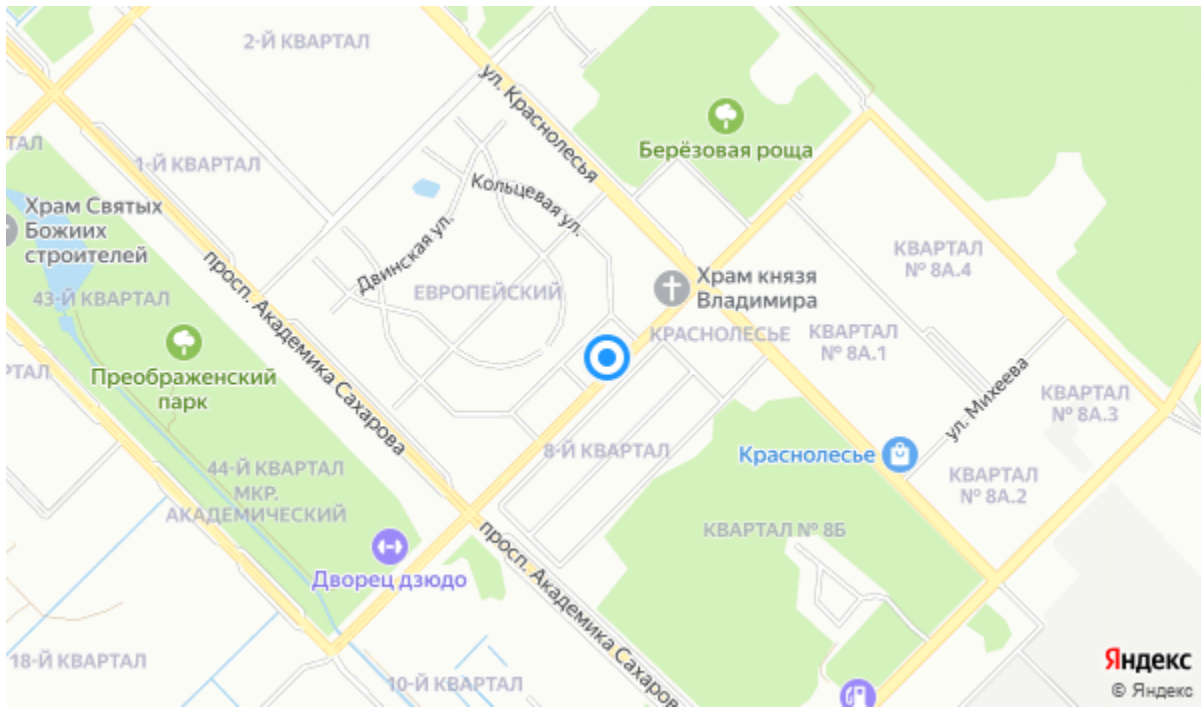 2-Й КВАРТАЛ
ул. Краснолесья
Берёзовая роща
ТАЛ
1-Й КВАРТАЛ
Кольцевая ул.
Храм Святых
Божиих
строителей
Двинская ул.
КВАРТАЛ
№ 8А.4
просп. Академика Сахарова
Храм князя
Владимира
43-Й КВАРТАЛ
ЕВРОПЕЙСКИЙ
КРАСНОЛЕСЬЕ
КВАРТАЛ
№ 8А.1
ТАЛ
Преображенский
парк
ул. Михеева
КВАРТАЛ
№ 8А.3
8-Й КВАРТАЛ
Краснолесье
44-Й КВАРТАЛ
МКР.
АКАДЕМИЧЕСКИЙ
КВАРТАЛ
№ 8А.2
КВАРТАЛ № 8Б
Дворец дзюдо
просп. Академика Сахарова
18-Й КВАРТАЛ
10-Й КВАРТАЛ
Яндекс
© Яндекс